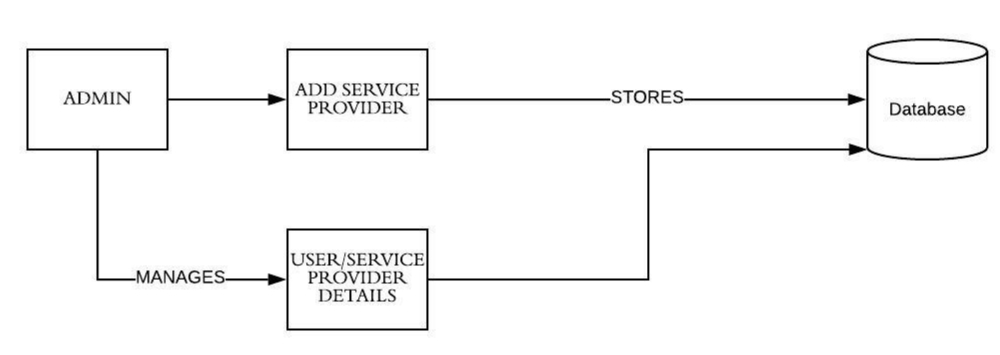 ADMIN
ADD SERVICE
PROVIDER
STORES
Database
MANAGES
USER/SERVICE
PROVIDER
DETAILS